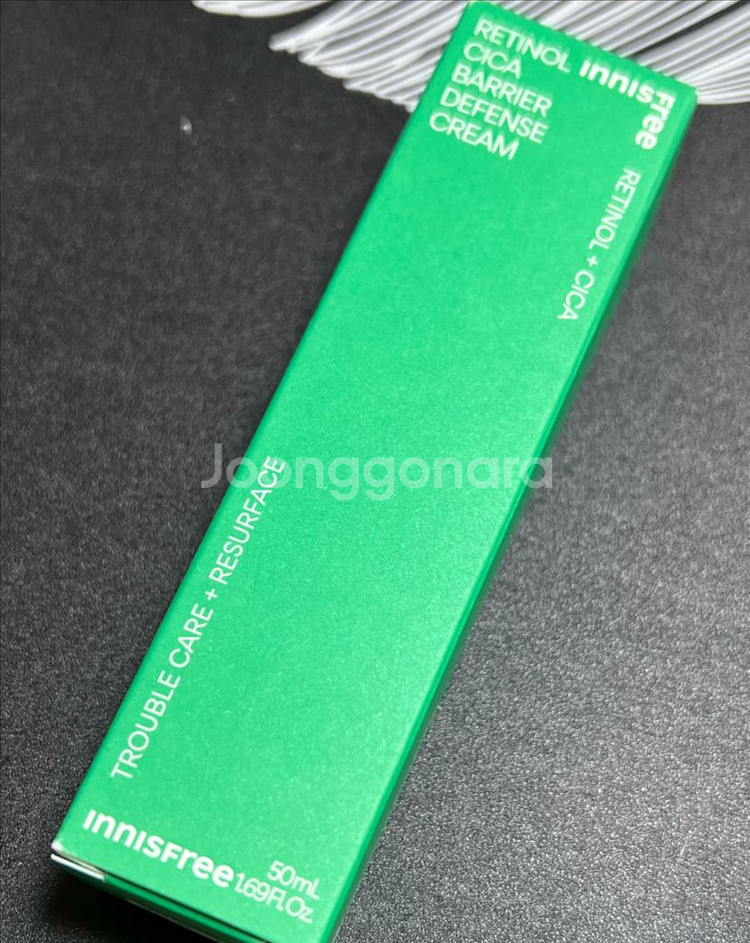 RETINOL
CICA
BARRIER
DEFENSE
CREAM
innisfree
RETINOL + CICA
Joonggonara
TROUBLE CARE + RESURFACE
innisfree
50mL
1.69Fl.Oz.